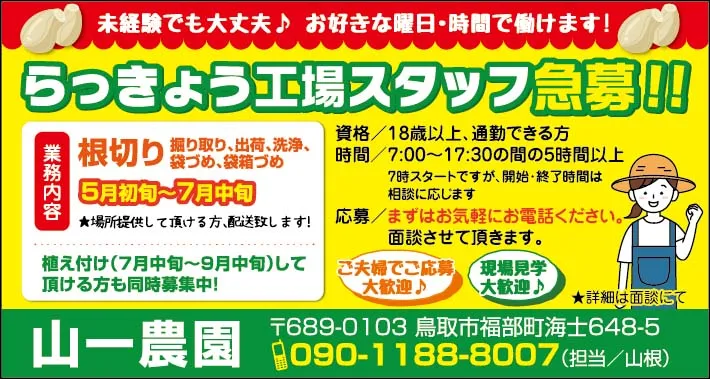 未経験でも大丈夫♪ お好きな曜日・時間で働けます!
らっきょう工場スタッフ急募!!
業務内容
根切り 掘り取り、出荷、洗浄、
袋づめ、袋箱づめ
5月初旬〜7月中旬
★場所提供して頂ける方、配送致します!
植え付け(7月中旬〜9月中旬)して
頂ける方も同時募集中!
資格/18歳以上、通勤できる方
時間/7:00〜17:30の間の5時間以上
7時スタートですが、開始・終了時間は
相談に応じます
応募/まずはお気軽にお電話ください。
面談させて頂きます。
ご夫婦でご応募
大歓迎♪
現場見学
大歓迎♪
★詳細は面談にて
山一農園
〒689-0103 鳥取市福部町海士648-5
090-1188-8007(担当/山根)